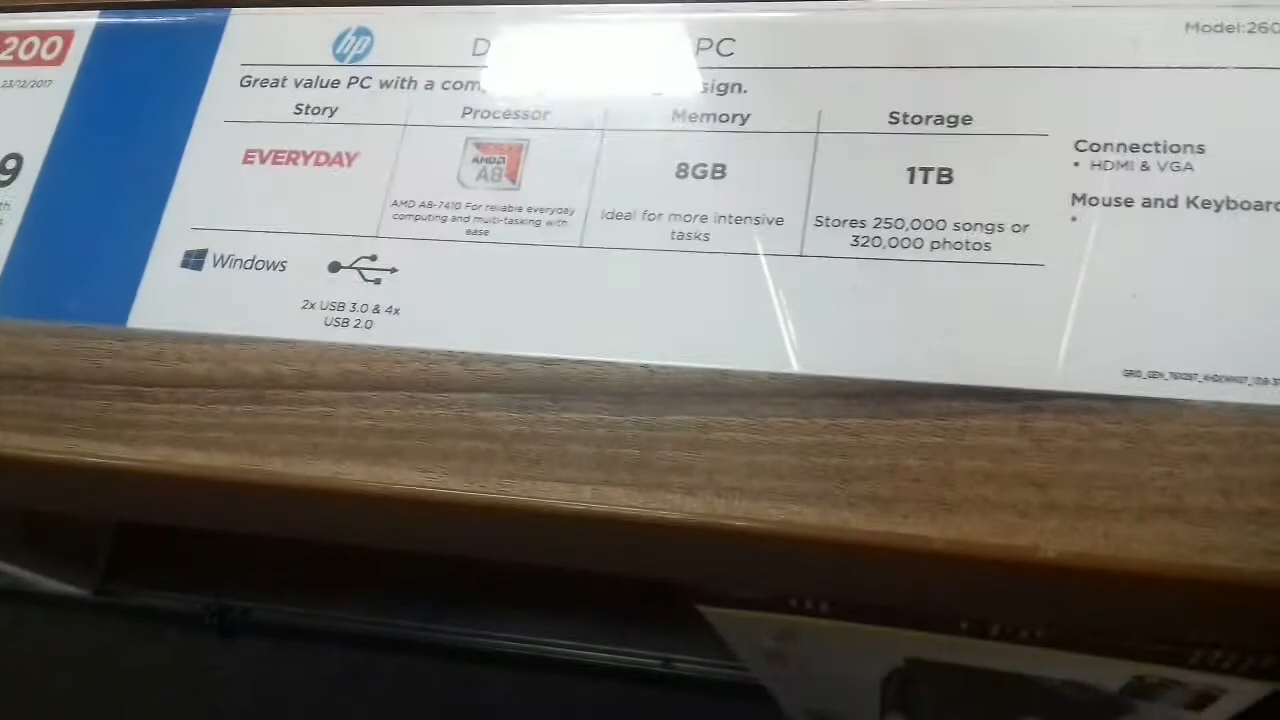 200
23/12/2017
9
hp
D PC
Model:260
Great value PC with a com sign.
Story
Processor
Memory
Storage
EVERYDAY
AMD
A8
8GB
1TB
AMD A8-7410 For reliable everyday
computing and multi-tasking with
ease
Ideal for more intensive
tasks
Stores 250,000 songs or
320,000 photos
Connections
• HDMI & VGA
Mouse and Keyboard
•
Windows
2x USB 3.0 & 4x
USB 2.0